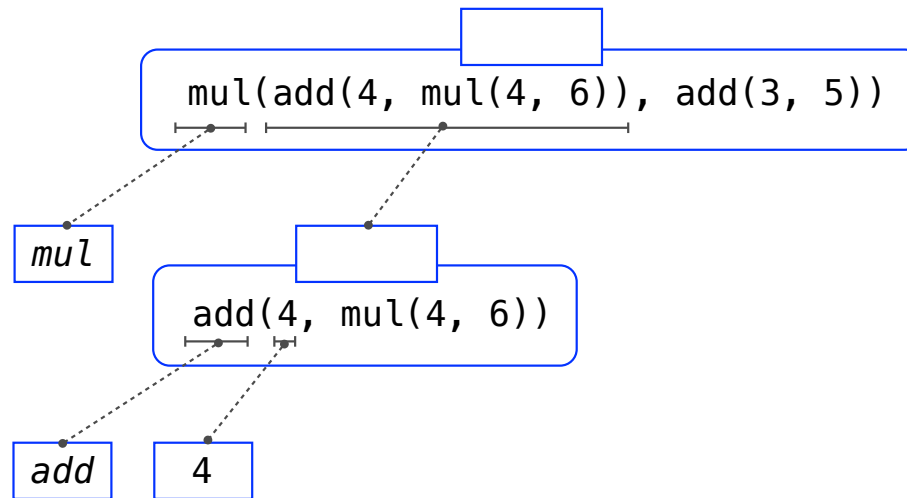 mul(add(4, mul(4, 6)), add(3, 5))
mul
add(4, mul(4, 6))
add
4